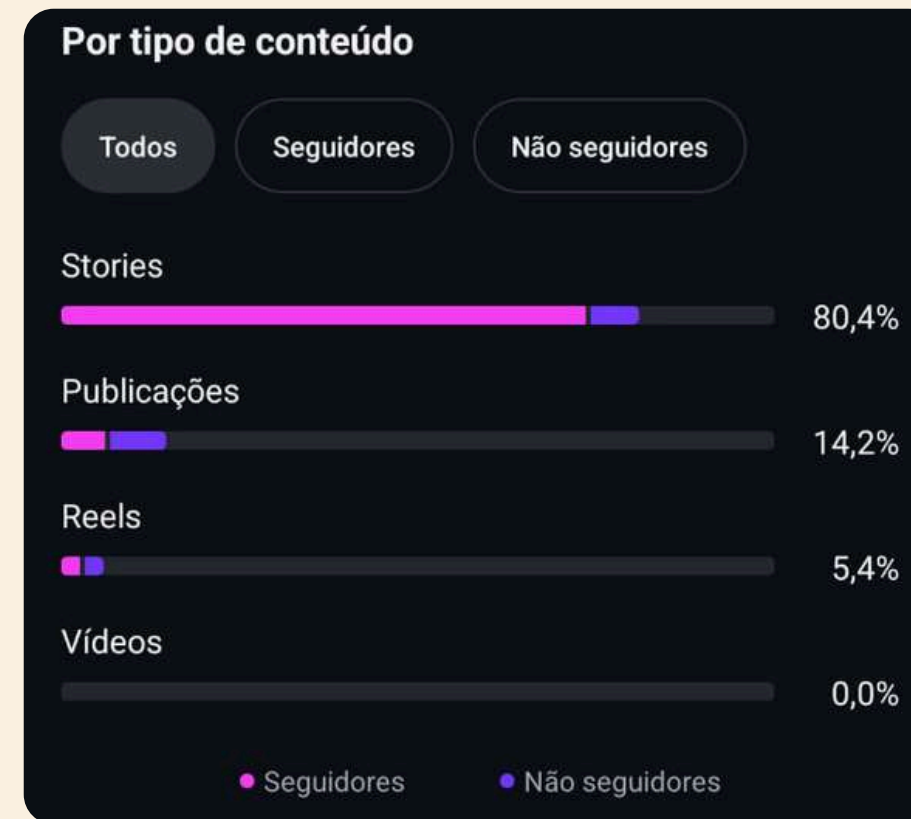 Por tipo de conteúdo
Todos Seguidores Não seguidores
Stories
80,4%
Publicações
14,2%
Reels
5,4%
Vídeos
0,0%
Seguidores Não seguidores